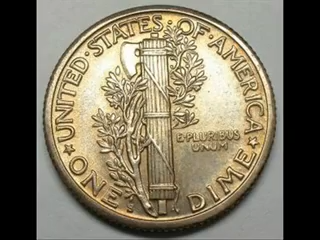 UNITED·STATES·OF·AMERICA
E·PLURIBUS
UNUM
ONE DIME
S